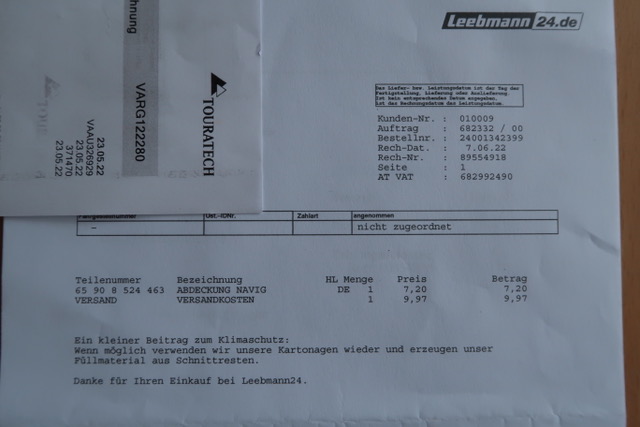 Leebmann24.de
Das Liefer- bzw. Leistungsdatum ist der Tag der
Fertigstellung, Lieferung oder Auslieferung.
Ist kein entsprechendes Datum angegeben,
ist das Rechnungsdatum das Leistungsdatum.
Kunden-Nr. : 010009
Auftrag : 682332 / 00
Bestellnr. : 24001342399
Rech-Dat. : 7.06.22
Rech-Nr. : 89554918
Seite : 1
AT VAT : 682992490
hnung
VARG122280
TOURATECH
23.05.22
VAAU326929
23.05.22
371470
23.05.22
Ust.-IDNr. Zahlart angenommen
- nicht zugeordnet
Teilenummer Bezeichnung HL Menge Preis Betrag
65 90 8 524 463 ABDECKUNG NAVIG DE 1 7,20 7,20
VERSAND VERSANDKOSTEN 1 9,97 9,97
Ein kleiner Beitrag zum Klimaschutz:
Wenn möglich verwenden wir unsere Kartonagen wieder und erzeugen unser
Füllmaterial aus Schnittresten.
Danke für Ihren Einkauf bei Leebmann24.